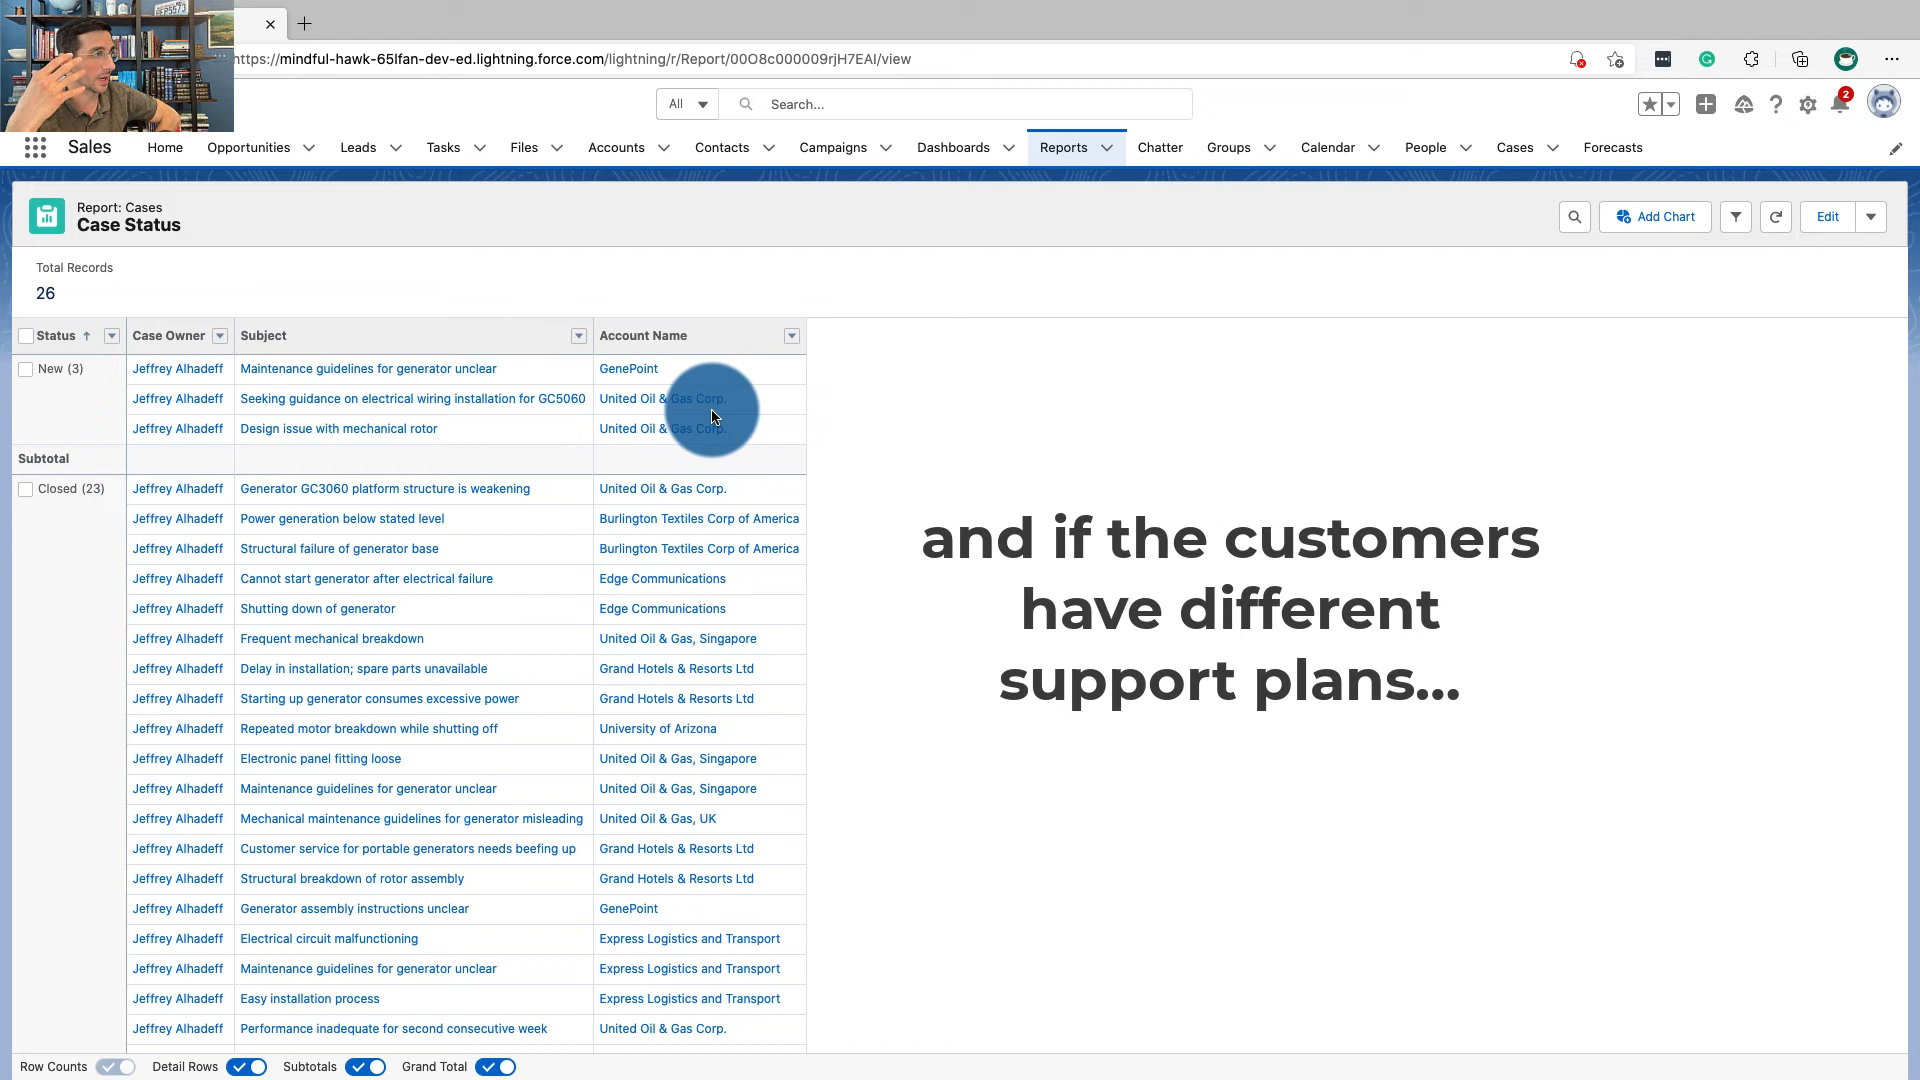 https://mindful-hawk-65lfan-dev-ed.lightning.force.com/lightning/r/Report/00O8c000009rjH7EAI/view
All
Search...
2
Sales
Home
Opportunities
Leads
Tasks
Files
Accounts
Contacts
Campaigns
Dashboards
Reports
Chatter
Groups
Calendar
People
Cases
Forecasts
Report: Cases
Case Status
Add Chart
Edit
Total Records
26
Status ↑ Case Owner Subject Account Name
New (3) Jeffrey Alhadeff Maintenance guidelines for generator unclear GenePoint
Jeffrey Alhadeff Seeking guidance on electrical wiring installation for GC5060 United Oil & Gas Corp.
Jeffrey Alhadeff Design issue with mechanical rotor United Oil & Gas Corp.
Subtotal
Closed (23) Jeffrey Alhadeff Generator GC3060 platform structure is weakening United Oil & Gas Corp.
Jeffrey Alhadeff Power generation below stated level Burlington Textiles Corp of America
Jeffrey Alhadeff Structural failure of generator base Burlington Textiles Corp of America
Jeffrey Alhadeff Cannot start generator after electrical failure Edge Communications
Jeffrey Alhadeff Shutting down of generator Edge Communications
Jeffrey Alhadeff Frequent mechanical breakdown United Oil & Gas, Singapore
Jeffrey Alhadeff Delay in installation; spare parts unavailable Grand Hotels & Resorts Ltd
Jeffrey Alhadeff Starting up generator consumes excessive power Grand Hotels & Resorts Ltd
Jeffrey Alhadeff Repeated motor breakdown while shutting off University of Arizona
Jeffrey Alhadeff Electronic panel fitting loose United Oil & Gas, Singapore
Jeffrey Alhadeff Maintenance guidelines for generator unclear United Oil & Gas, Singapore
Jeffrey Alhadeff Mechanical maintenance guidelines for generator misleading United Oil & Gas, UK
Jeffrey Alhadeff Customer service for portable generators needs beefing up Grand Hotels & Resorts Ltd
Jeffrey Alhadeff Structural breakdown of rotor assembly Grand Hotels & Resorts Ltd
Jeffrey Alhadeff Generator assembly instructions unclear GenePoint
Jeffrey Alhadeff Electrical circuit malfunctioning Express Logistics and Transport
Jeffrey Alhadeff Maintenance guidelines for generator unclear Express Logistics and Transport
Jeffrey Alhadeff Easy installation process Express Logistics and Transport
Jeffrey Alhadeff Performance inadequate for second consecutive week United Oil & Gas Corp.
and if the customers
have different
support plans...
Row Counts
Detail Rows
Subtotals
Grand Total